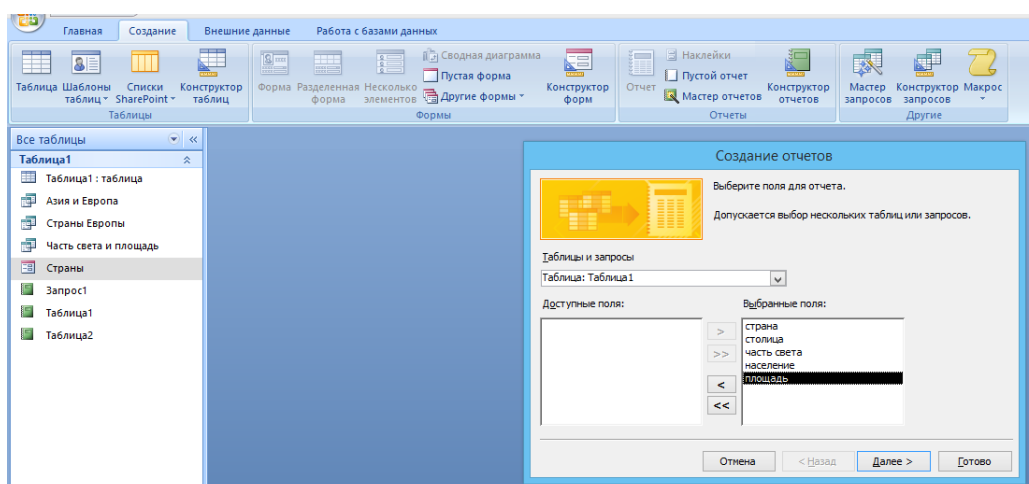 Главная Создание Внешние данные Работа с базами данных
Таблица Шаблоны таблиц Списки SharePoint Конструктор таблиц
Таблицы
Форма Разделенная форма Несколько элементов
Сводная диаграмма
Пустая форма
Другие формы
Конструктор форм
Формы
Отчет
Наклейки
Пустой отчет
Мастер отчетов
Конструктор отчетов
Отчеты
Мастер запросов Конструктор запросов Макрос
Другие
Все таблицы
Таблица1
Таблица1 : таблица
Азия и Европа
Страны Европы
Часть света и площадь
Страны
Запрос1
Таблица1
Таблица2
Создание отчетов
Выберите поля для отчета.
Допускается выбор нескольких таблиц или запросов.
Таблицы и запросы
Таблица: Таблица1
Доступные поля: Выбранные поля:
страна
столица
часть света
население
площадь
>
>>
<
<<
Отмена < Назад Далее > Готово